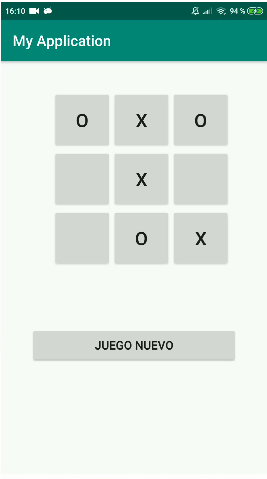 16:10 94 %
My Application
O X O
X
O X
JUEGO NUEVO